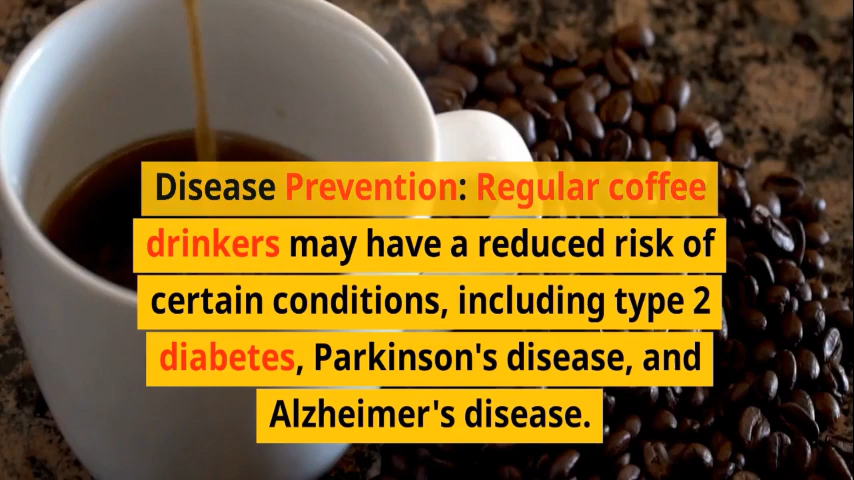 Disease Prevention: Regular coffee
drinkers may have a reduced risk of
certain conditions, including type 2
diabetes, Parkinson's disease, and
Alzheimer's disease.